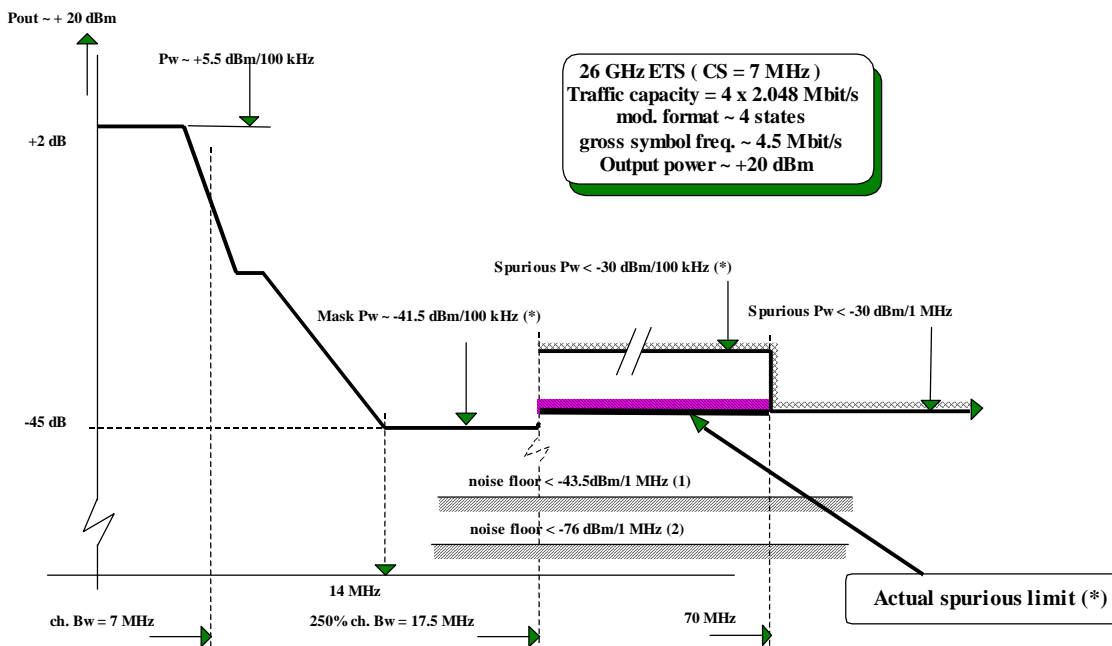 Pout ~ + 20 dBm
Pw ~ +5.5 dBm/100 kHz
26 GHz ETS ( CS = 7 MHz )
Traffic capacity = 4 x 2.048 Mbit/s
mod. format ~ 4 states
gross symbol freq. ~ 4.5 Mbit/s
Output power ~ +20 dBm
+2 dB
Spurious Pw < -30 dBm/100 kHz (*)
Spurious Pw < -30 dBm/1 MHz
Mask Pw ~ -41.5 dBm/100 kHz (*)
-45 dB
noise floor < -43.5dBm/1 MHz (1)
noise floor < -76 dBm/1 MHz (2)
14 MHz
Actual spurious limit (*)
ch. Bw = 7 MHz
250% ch. Bw = 17.5 MHz
70 MHz